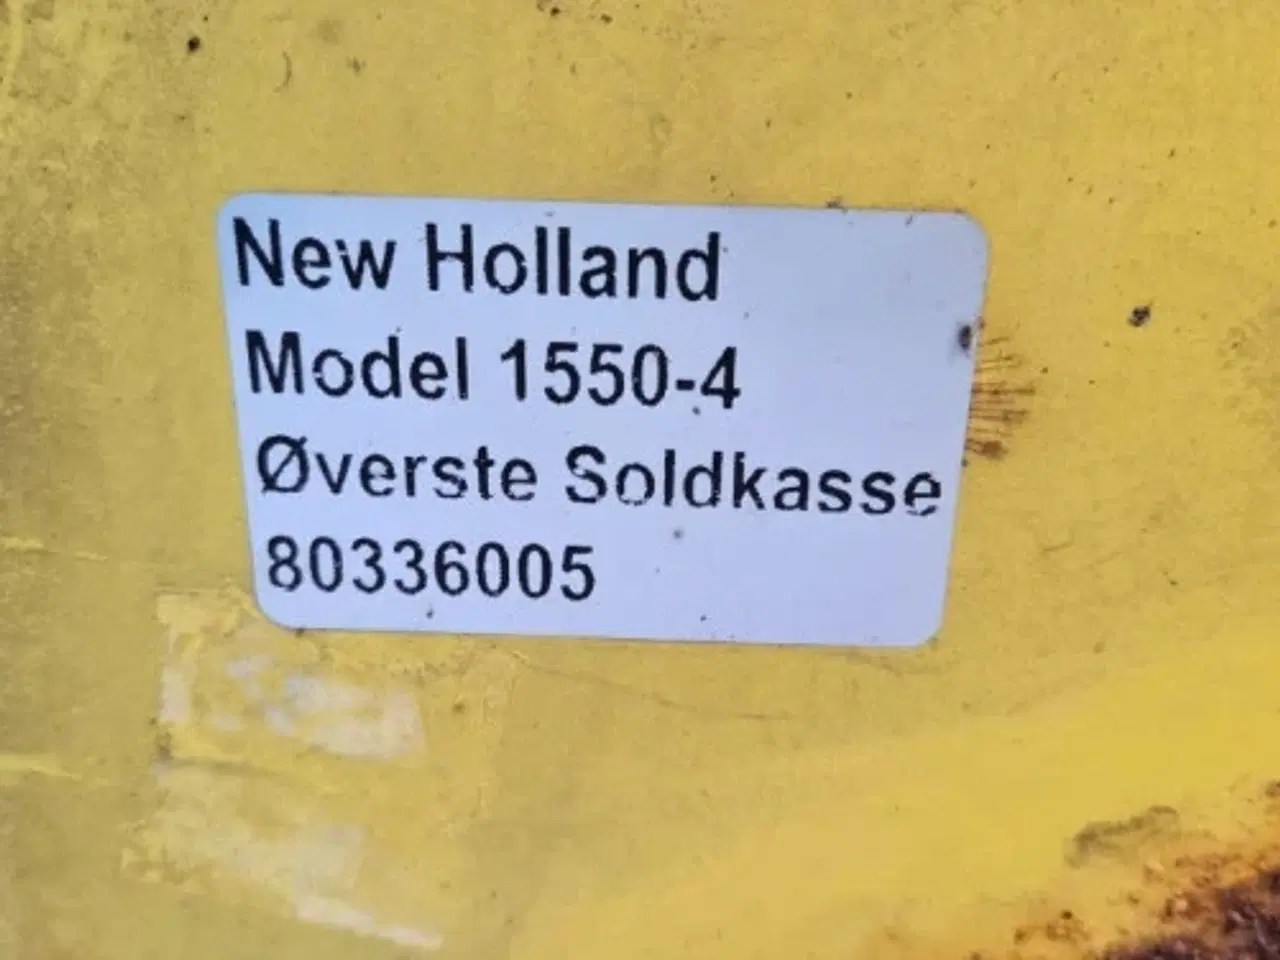 New Holland
Model 1550-4
Øverste Soldkasse
80336005